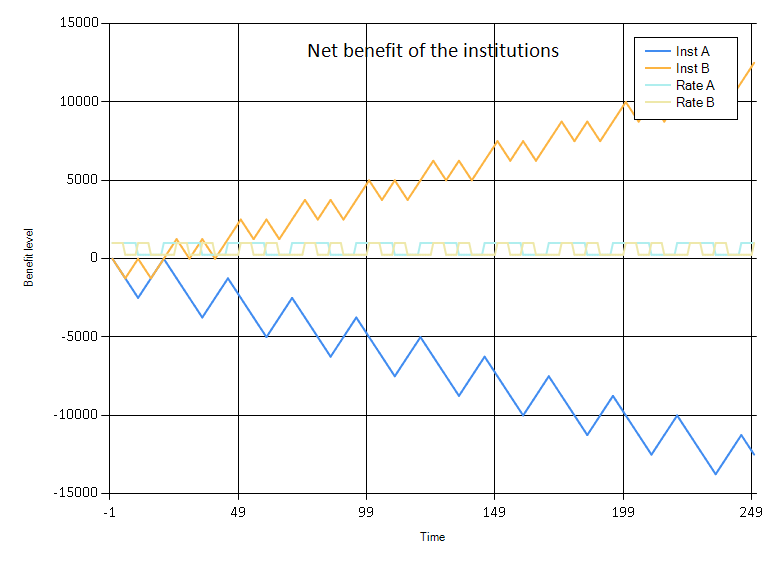 15000
Net benefit of the institutions
Inst A
Inst B
Rate A
Rate B
10000
5000
0
-5000
-10000
-15000
Benefit level
-1 49 99 149 199 249
Time